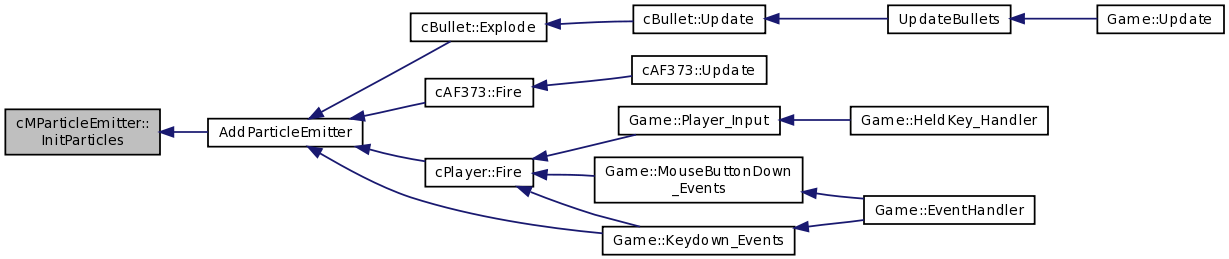 cMParticleEmitter::
InitParticles
AddParticleEmitter
cBullet::Explode
cBullet::Update
UpdateBullets
Game::Update
cAF373::Fire
cAF373::Update
cPlayer::Fire
Game::Player_Input
Game::HeldKey_Handler
Game::MouseButtonDown
_Events
Game::EventHandler
Game::Keydown_Events